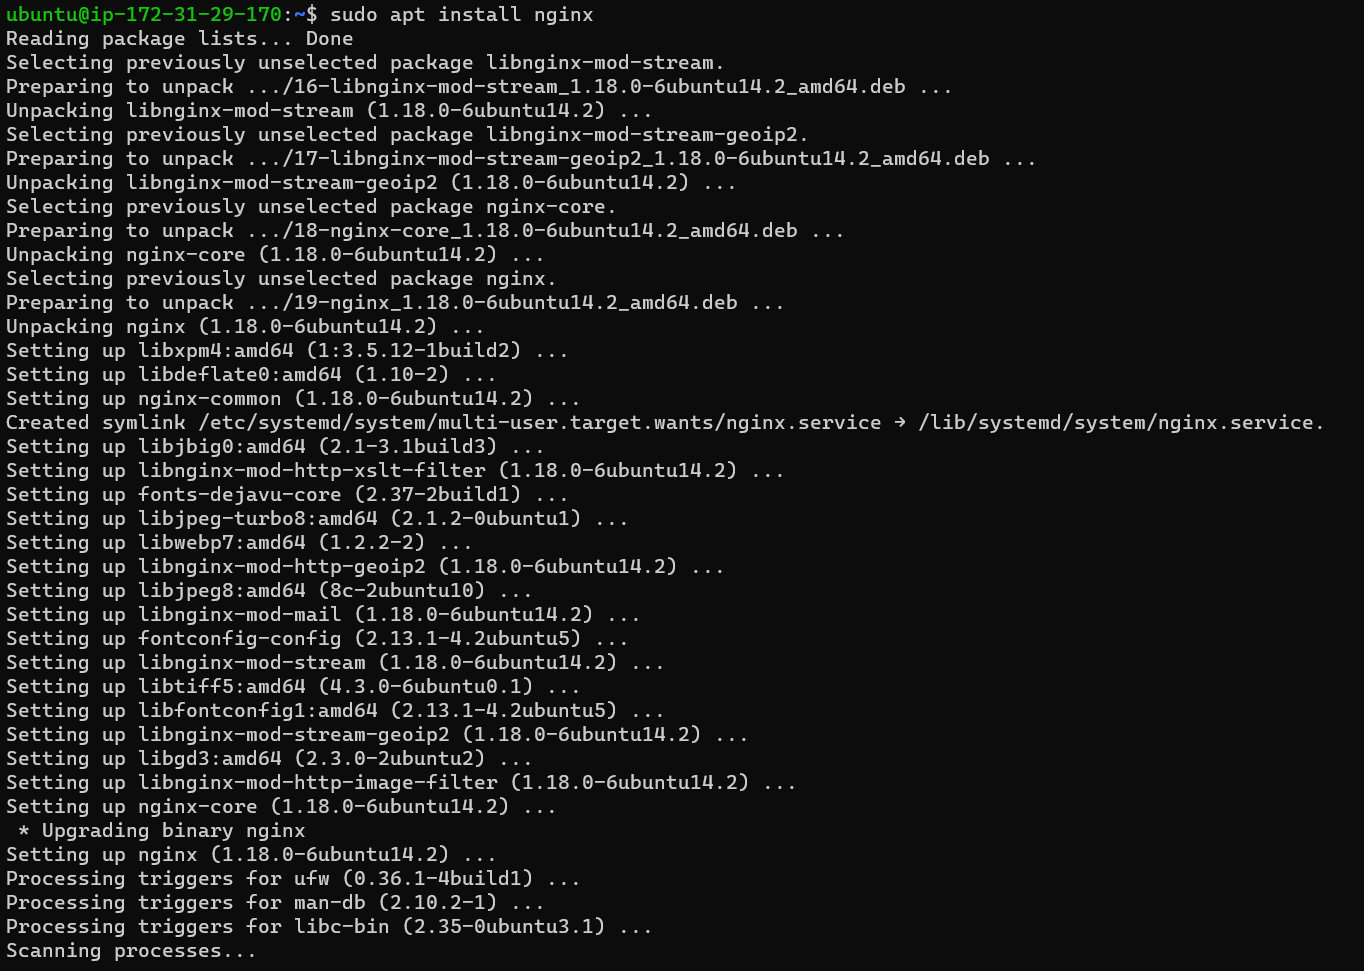 ubuntu@ip-172-31-29-170:~$ sudo apt install nginx
Reading package lists... Done
Selecting previously unselected package libnginx-mod-stream.
Preparing to unpack .../16-libnginx-mod-stream_1.18.0-6ubuntu14.2_amd64.deb ...
Unpacking libnginx-mod-stream (1.18.0-6ubuntu14.2) ...
Selecting previously unselected package libnginx-mod-stream-geoip2.
Preparing to unpack .../17-libnginx-mod-stream-geoip2_1.18.0-6ubuntu14.2_amd64.deb ...
Unpacking libnginx-mod-stream-geoip2 (1.18.0-6ubuntu14.2) ...
Selecting previously unselected package nginx-core.
Preparing to unpack .../18-nginx-core_1.18.0-6ubuntu14.2_amd64.deb ...
Unpacking nginx-core (1.18.0-6ubuntu14.2) ...
Selecting previously unselected package nginx.
Preparing to unpack .../19-nginx_1.18.0-6ubuntu14.2_amd64.deb ...
Unpacking nginx (1.18.0-6ubuntu14.2) ...
Setting up libxpm4:amd64 (1:3.5.12-1build2) ...
Setting up libdeflate0:amd64 (1.10-2) ...
Setting up nginx-common (1.18.0-6ubuntu14.2) ...
Created symlink /etc/systemd/system/multi-user.target.wants/nginx.service → /lib/systemd/system/nginx.service.
Setting up libjbig0:amd64 (2.1-3.1build3) ...
Setting up libnginx-mod-http-xslt-filter (1.18.0-6ubuntu14.2) ...
Setting up fonts-dejavu-core (2.37-2build1) ...
Setting up libjpeg-turbo8:amd64 (2.1.2-0ubuntu1) ...
Setting up libwebp7:amd64 (1.2.2-2) ...
Setting up libnginx-mod-http-geoip2 (1.18.0-6ubuntu14.2) ...
Setting up libjpeg8:amd64 (8c-2ubuntu10) ...
Setting up libnginx-mod-mail (1.18.0-6ubuntu14.2) ...
Setting up fontconfig-config (2.13.1-4.2ubuntu5) ...
Setting up libnginx-mod-stream (1.18.0-6ubuntu14.2) ...
Setting up libtiff5:amd64 (4.3.0-6ubuntu0.1) ...
Setting up libfontconfig1:amd64 (2.13.1-4.2ubuntu5) ...
Setting up libnginx-mod-stream-geoip2 (1.18.0-6ubuntu14.2) ...
Setting up libgd3:amd64 (2.3.0-2ubuntu2) ...
Setting up libnginx-mod-http-image-filter (1.18.0-6ubuntu14.2) ...
Setting up nginx-core (1.18.0-6ubuntu14.2) ...
 * Upgrading binary nginx
Setting up nginx (1.18.0-6ubuntu14.2) ...
Processing triggers for ufw (0.36.1-4build1) ...
Processing triggers for man-db (2.10.2-1) ...
Processing triggers for libc-bin (2.35-0ubuntu3.1) ...
Scanning processes...